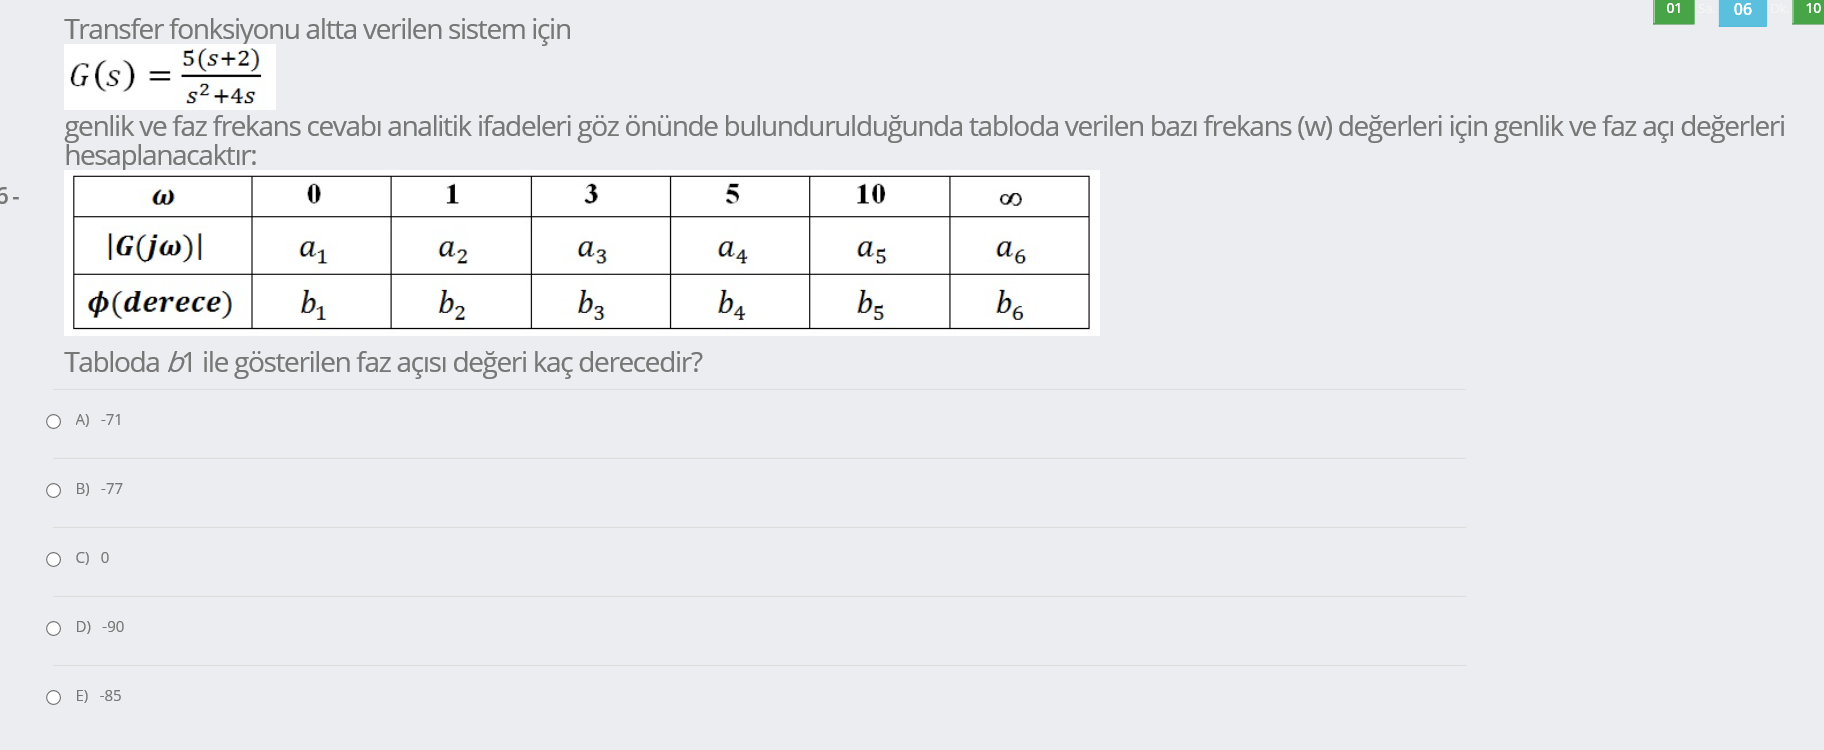 01 06 10
Transfer fonksiyonu altta verilen sistem için
G(s) = 5(s+2) / s²+4s
genlik ve faz frekans cevabı analitik ifadeleri göz önünde bulundurulduğunda tabloda verilen bazı frekans (w) değerleri için genlik ve faz açı değerleri
hesaplanacaktır:
6-
ω 0 1 3 5 10 ∞
|G(jω)| a₁ a₂ a₃ a₄ a₅ a₆
ϕ(derece) b₁ b₂ b₃ b₄ b₅ b₆
Tabloda b1 ile gösterilen faz açısı değeri kaç derecedir?
A) -71
B) -77
C) 0
D) -90
E) -85